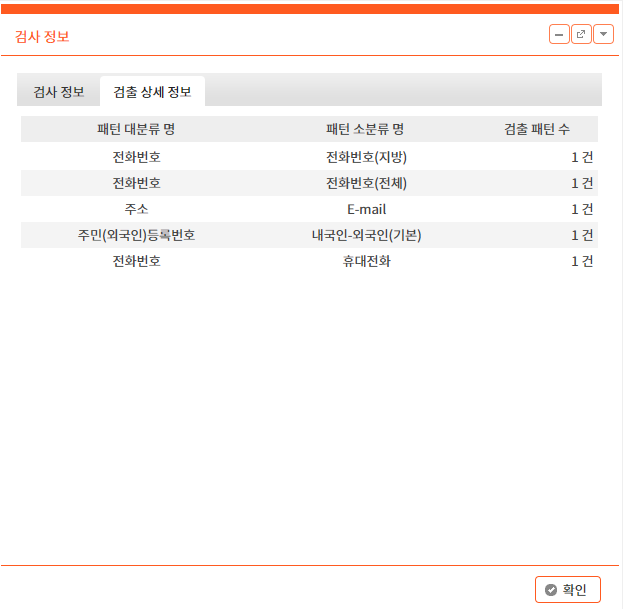 검사 정보
검사 정보 검출 상세 정보
패턴 대분류 명 패턴 소분류 명 검출 패턴 수
전화번호 전화번호(지방) 1 건
전화번호 전화번호(전체) 1 건
주소 E-mail 1 건
주민(외국인)등록번호 내국인-외국인(기본) 1 건
전화번호 휴대전화 1 건
확인